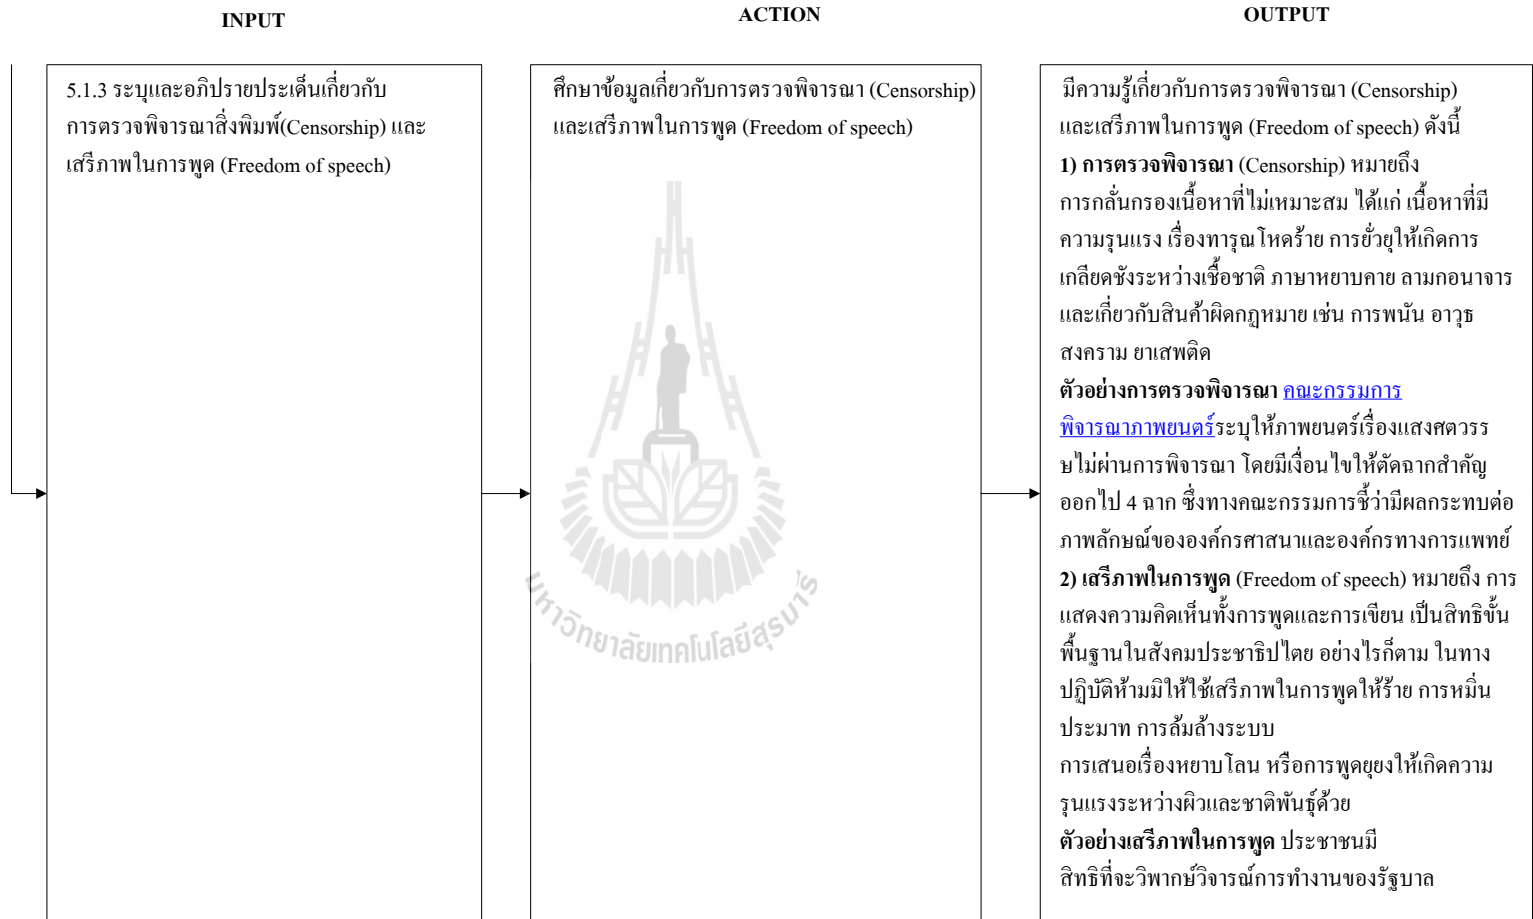 INPUT
ACTION
OUTPUT
5.1.3 ระบุและอภิปรายประเด็นเกี่ยวกับ
การตรวจพิจารณาสิ่งพิมพ์(Censorship) และ
เสรีภาพในการพูด (Freedom of speech)
ศึกษาข้อมูลเกี่ยวกับการตรวจพิจารณา (Censorship)
และเสรีภาพในการพูด (Freedom of speech)
มีความรู้เกี่ยวกับการตรวจพิจารณา (Censorship)
และเสรีภาพในการพูด (Freedom of speech) ดังนี้
1) การตรวจพิจารณา (Censorship) หมายถึง
การกลั่นกรองเนื้อหาที่ไม่เหมาะสม ได้แก่ เนื้อหาที่มี
ความรุนแรง เรื่องทารุณโหดร้าย การยั่วยุให้เกิดการ
เกลียดชังระหว่างเชื้อชาติ ภาษาหยาบคาย ลามกอนาจาร
และเกี่ยวกับสินค้าผิดกฎหมาย เช่น การพนัน อาวุธ
สงคราม ยาเสพติด
ตัวอย่างการตรวจพิจารณา คณะกรรมการ
พิจารณาภาพยนตร์ระบุให้ภาพยนตร์เรื่องแสงศตวรร
ษไม่ผ่านการพิจารณา โดยมีเงื่อนไขให้ตัดฉากสำคัญ
ออกไป 4 ฉาก ซึ่งทางคณะกรรมการชี้ว่ามีผลกระทบต่อ
ภาพลักษณ์ขององค์กรศาสนาและองค์กรทางการแพทย์
2) เสรีภาพในการพูด (Freedom of speech) หมายถึง การ
แสดงความคิดเห็นทั้งการพูดและการเขียน เป็นสิทธิขั้น
พื้นฐานในสังคมประชาธิปไตย อย่างไรก็ตาม ในทาง
ปฏิบัติห้ามมิให้ใช้เสรีภาพในการพูดให้ร้าย การหมิ่น
ประมาท การล้มล้างระบบ
การเสนอเรื่องหยาบโลน หรือการพูดยุยงให้เกิดความ
รุนแรงระหว่างผิวและชาติพันธุ์ด้วย
ตัวอย่างเสรีภาพในการพูด ประชาชนมี
สิทธิที่จะวิพากษ์วิจารณ์การทำงานของรัฐบาล
มหาวิทยาลัยเทคโนโลยีสุรนารี